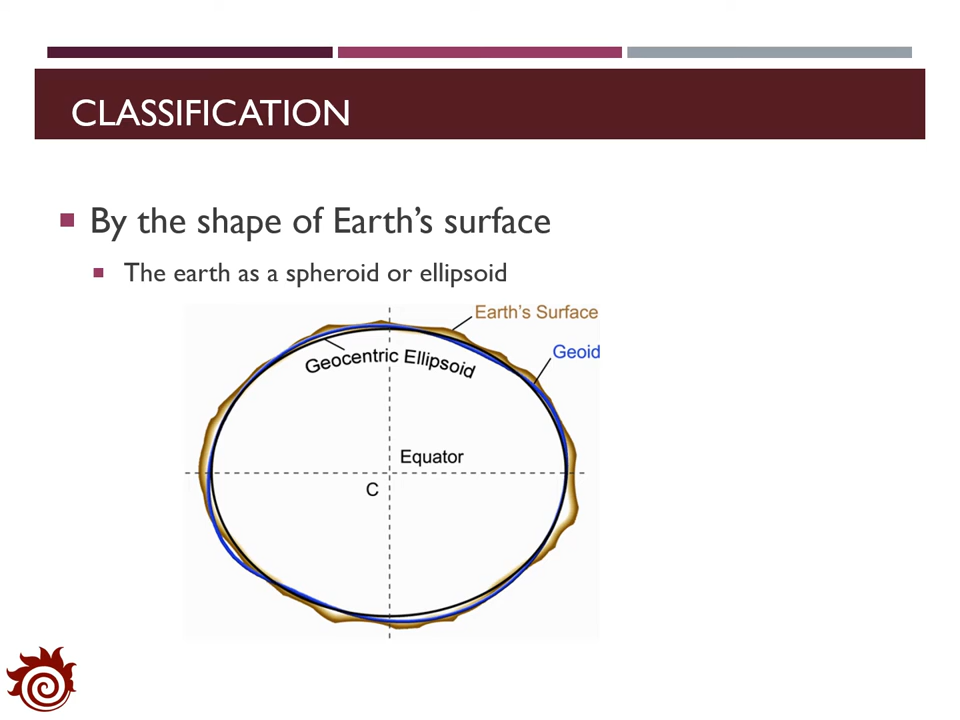 CLASSIFICATION
By the shape of Earth's surface
The earth as a spheroid or ellipsoid
Earth's Surface
Geoid
Geocentric Ellipsoid
Equator
C